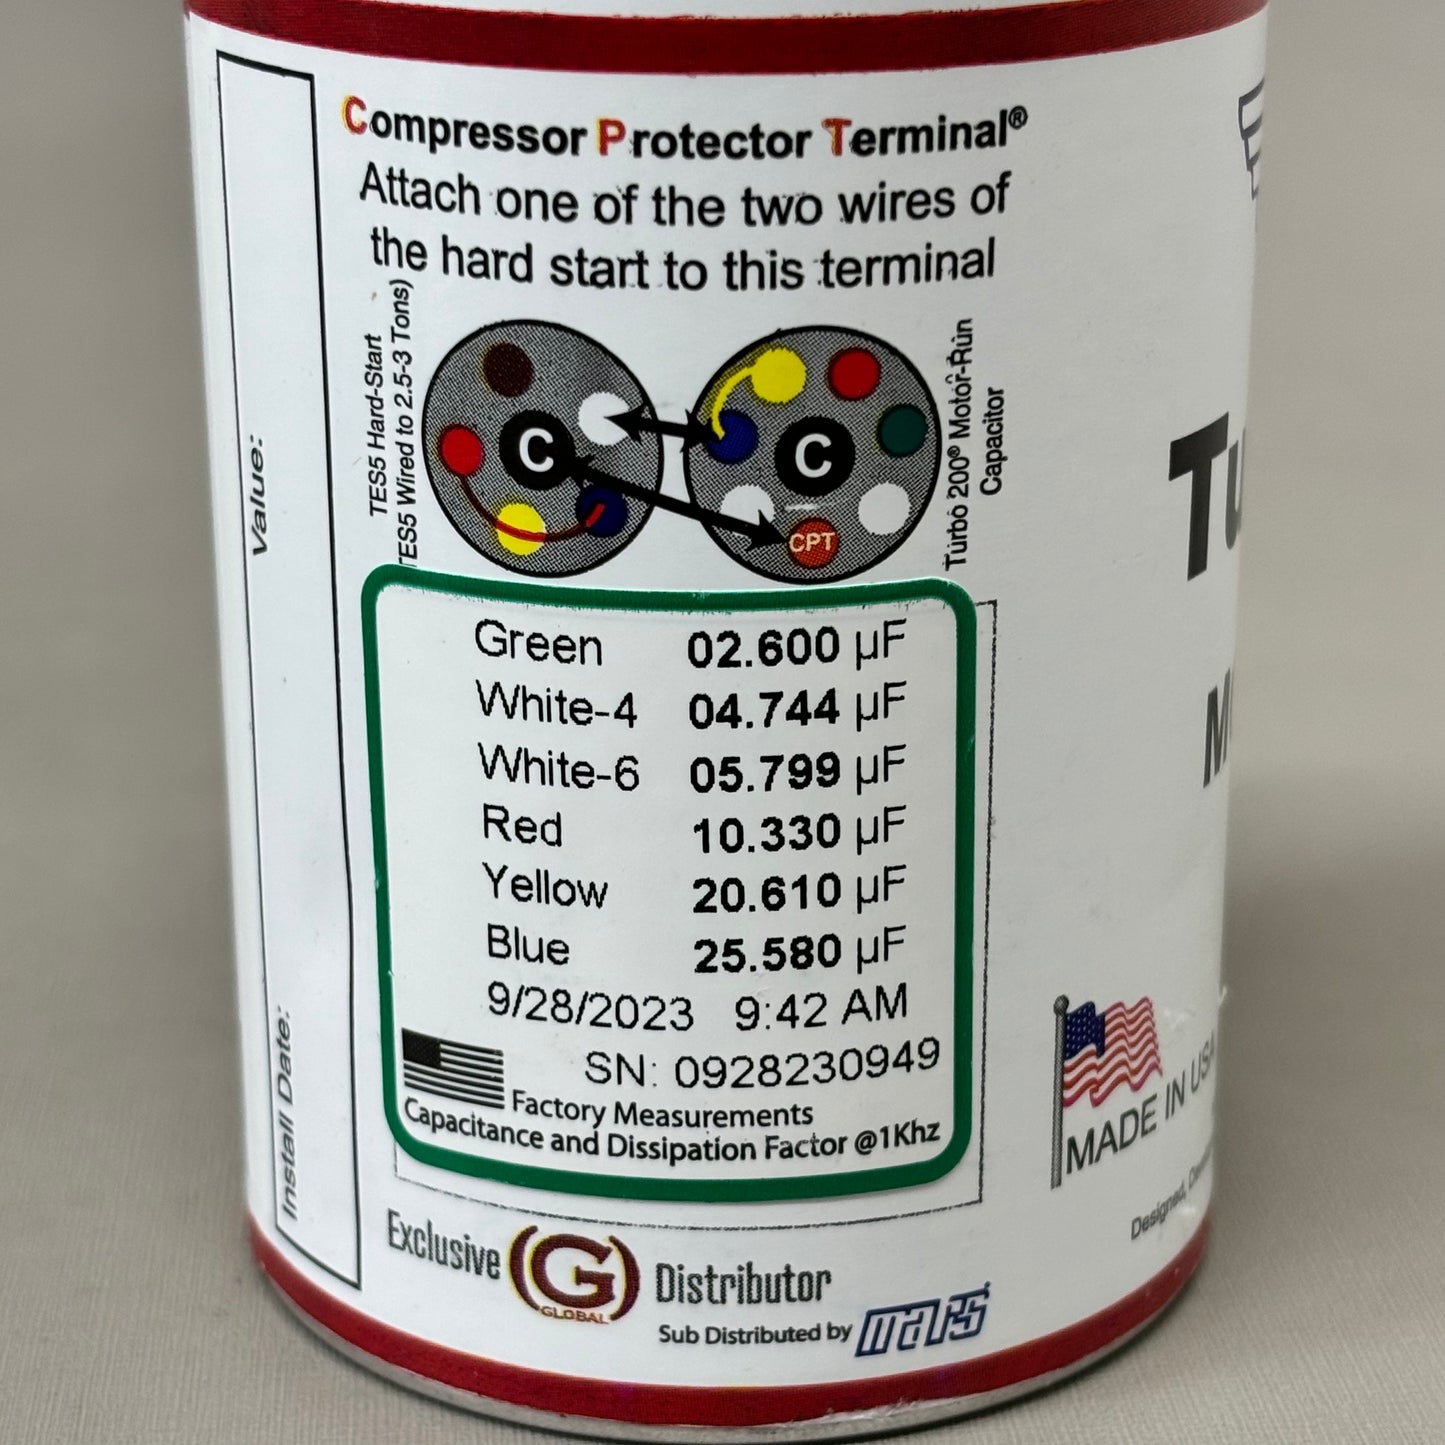 Compressor Protector Terminal®
Attach one of the two wires of
the hard start to this terminal
TES5 Hard-Start
TES5 Wired to 2.5-3 Tons)
C
C
CPT
Turbo 200® Motor-Run
Capacitor
Green 02.600 µF
White-4 04.744 µF
White-6 05.799 µF
Red 10.330 µF
Yellow 20.610 µF
Blue 25.580 µF
9/28/2023 9:42 AM
SN: 0928230949
Factory Measurements
Capacitance and Dissipation Factor @1Khz
Exclusive G GLOBAL Distributor
Sub Distributed by mars
Value:
Install Date:
Tu
M
MADE IN USA
Designed,